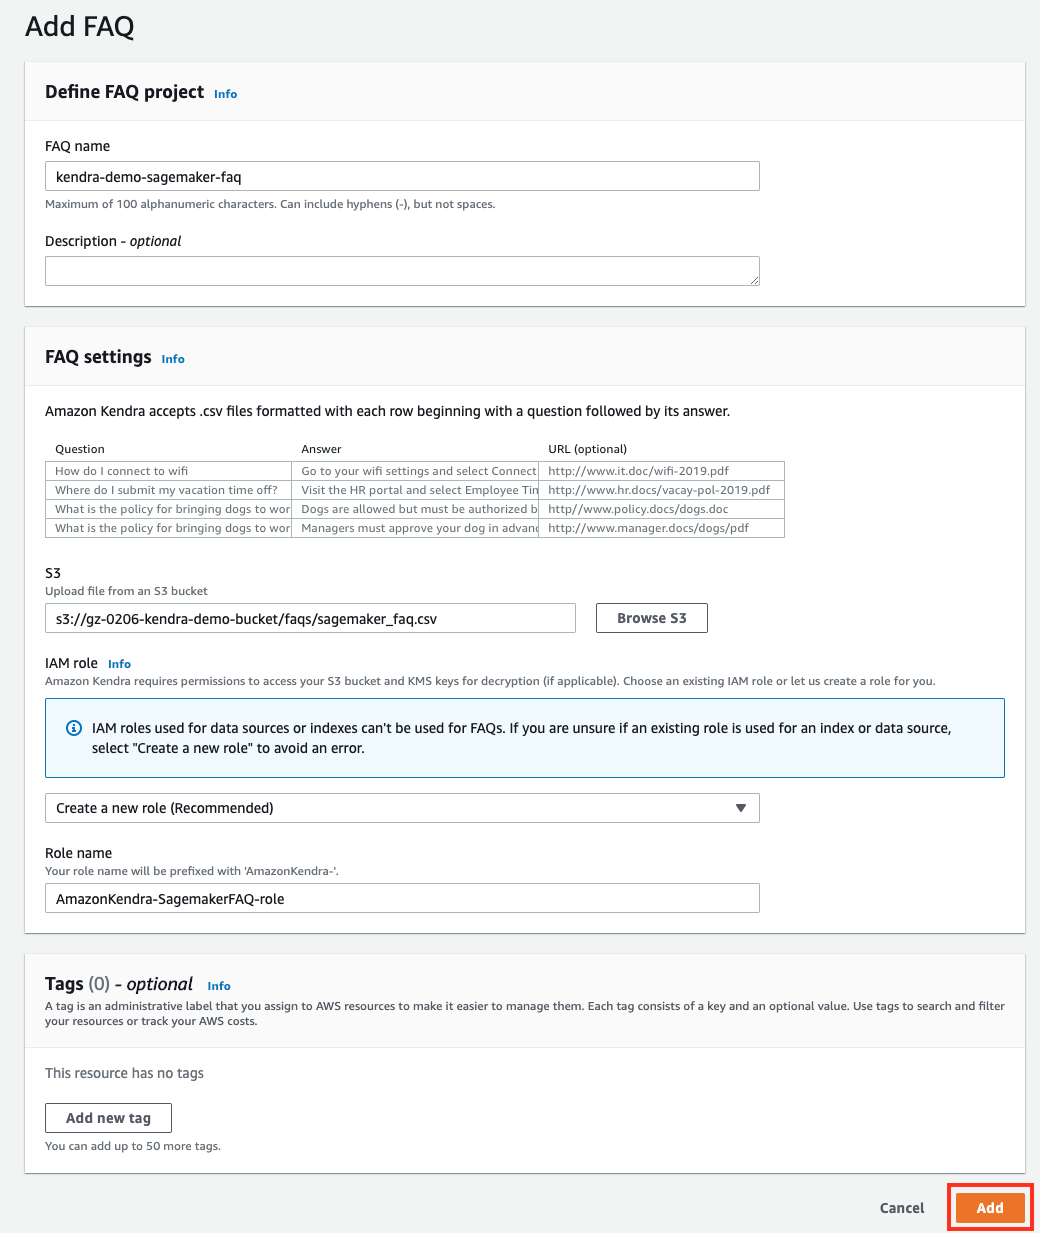 Add FAQ
Define FAQ project Info
FAQ name
kendra-demo-sagemaker-faq
Maximum of 100 alphanumeric characters. Can include hyphens (-), but not spaces.
Description - optional
FAQ settings Info
Amazon Kendra accepts .csv files formatted with each row beginning with a question followed by its answer.
Question Answer URL (optional)
How do I connect to wifi Go to your wifi settings and select Connect http://www.it.doc/wifi-2019.pdf
Where do I submit my vacation time off? Visit the HR portal and select Employee Tin http://www.hr.docs/vacay-pol-2019.pdf
What is the policy for bringing dogs to wor Dogs are allowed but must be authorized b http//www.policy.docs/dogs.doc
What is the policy for bringing dogs to wor Managers must approve your dog in advanc http://www.manager.docs/dogs/pdf
S3
Upload file from an S3 bucket
s3://gz-0206-kendra-demo-bucket/faqs/sagemaker_faq.csv Browse S3
IAM role Info
Amazon Kendra requires permissions to access your S3 bucket and KMS keys for decryption (if applicable). Choose an existing IAM role or let us create a role for you.
IAM roles used for data sources or indexes can't be used for FAQs. If you are unsure if an existing role is used for an index or data source,
select "Create a new role" to avoid an error.
Create a new role (Recommended)
Role name
Your role name will be prefixed with 'AmazonKendra-'.
AmazonKendra-SagemakerFAQ-role
Tags (0) - optional Info
A tag is an administrative label that you assign to AWS resources to make it easier to manage them. Each tag consists of a key and an optional value. Use tags to search and filter
your resources or track your AWS costs.
This resource has no tags
Add new tag
You can add up to 50 more tags.
Cancel Add